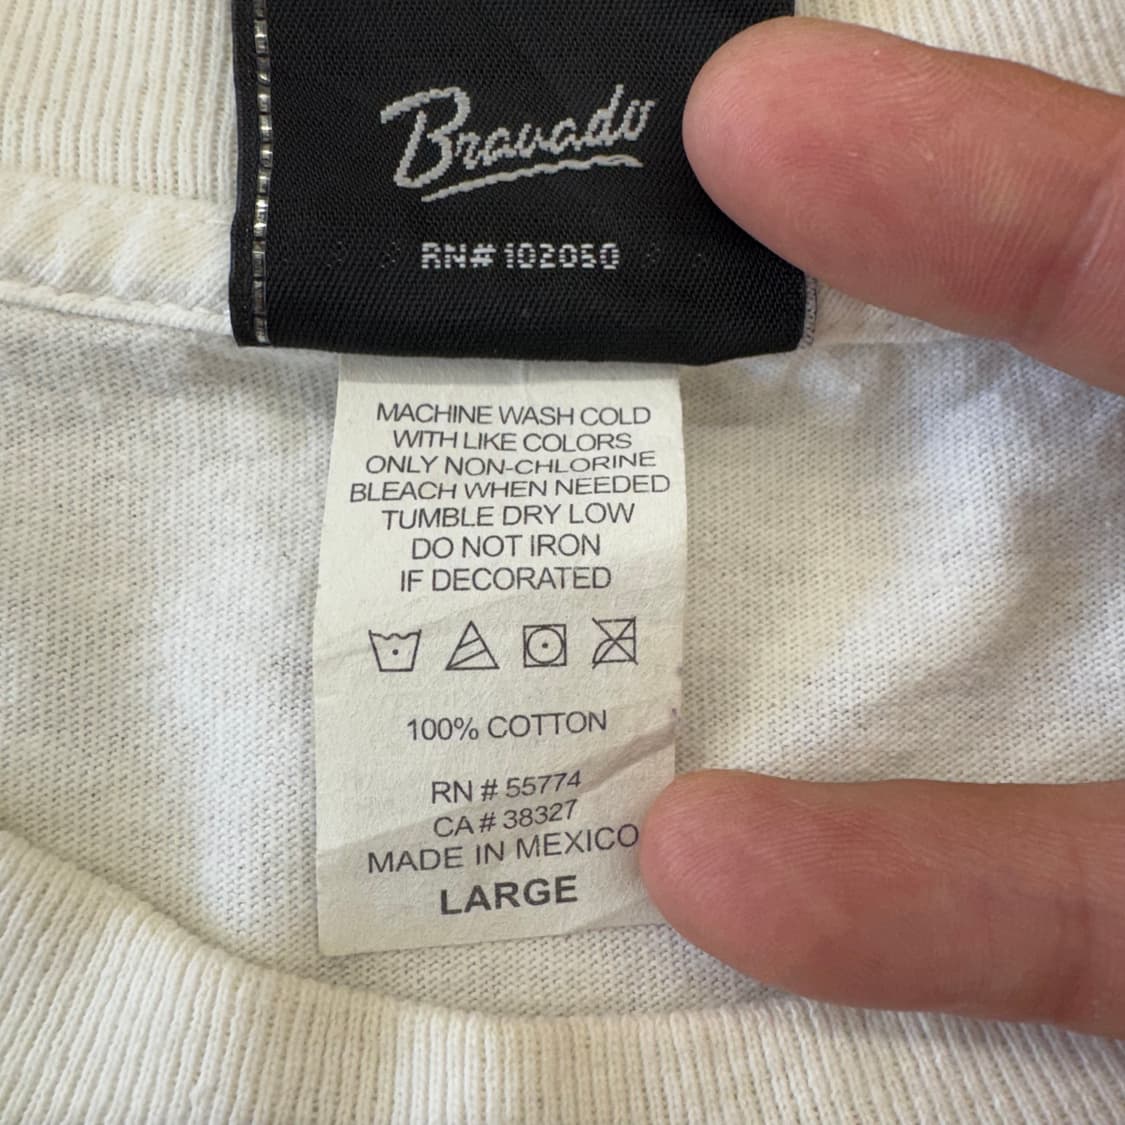 Bravado
RN#102050
MACHINE WASH COLD
WITH LIKE COLORS
ONLY NON-CHLORINE
BLEACH WHEN NEEDED
TUMBLE DRY LOW
DO NOT IRON
IF DECORATED
100% COTTON
RN # 55774
CA # 38327
MADE IN MEXICO
LARGE